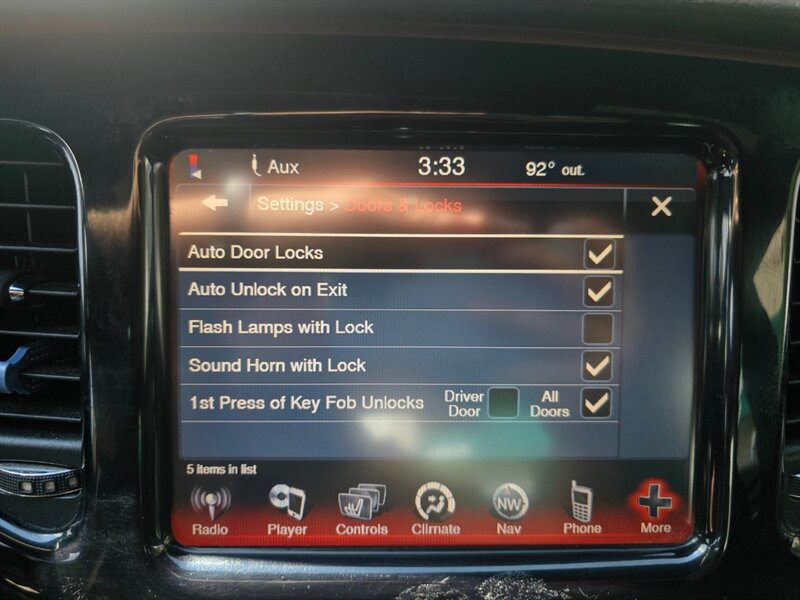 Aux 3:33 92° out.
Settings > Doors & Locks
Auto Door Locks
Auto Unlock on Exit
Flash Lamps with Lock
Sound Horn with Lock
1st Press of Key Fob Unlocks Driver Door All Doors
5 items in list
Radio Player Controls Climate NW Nav Phone More